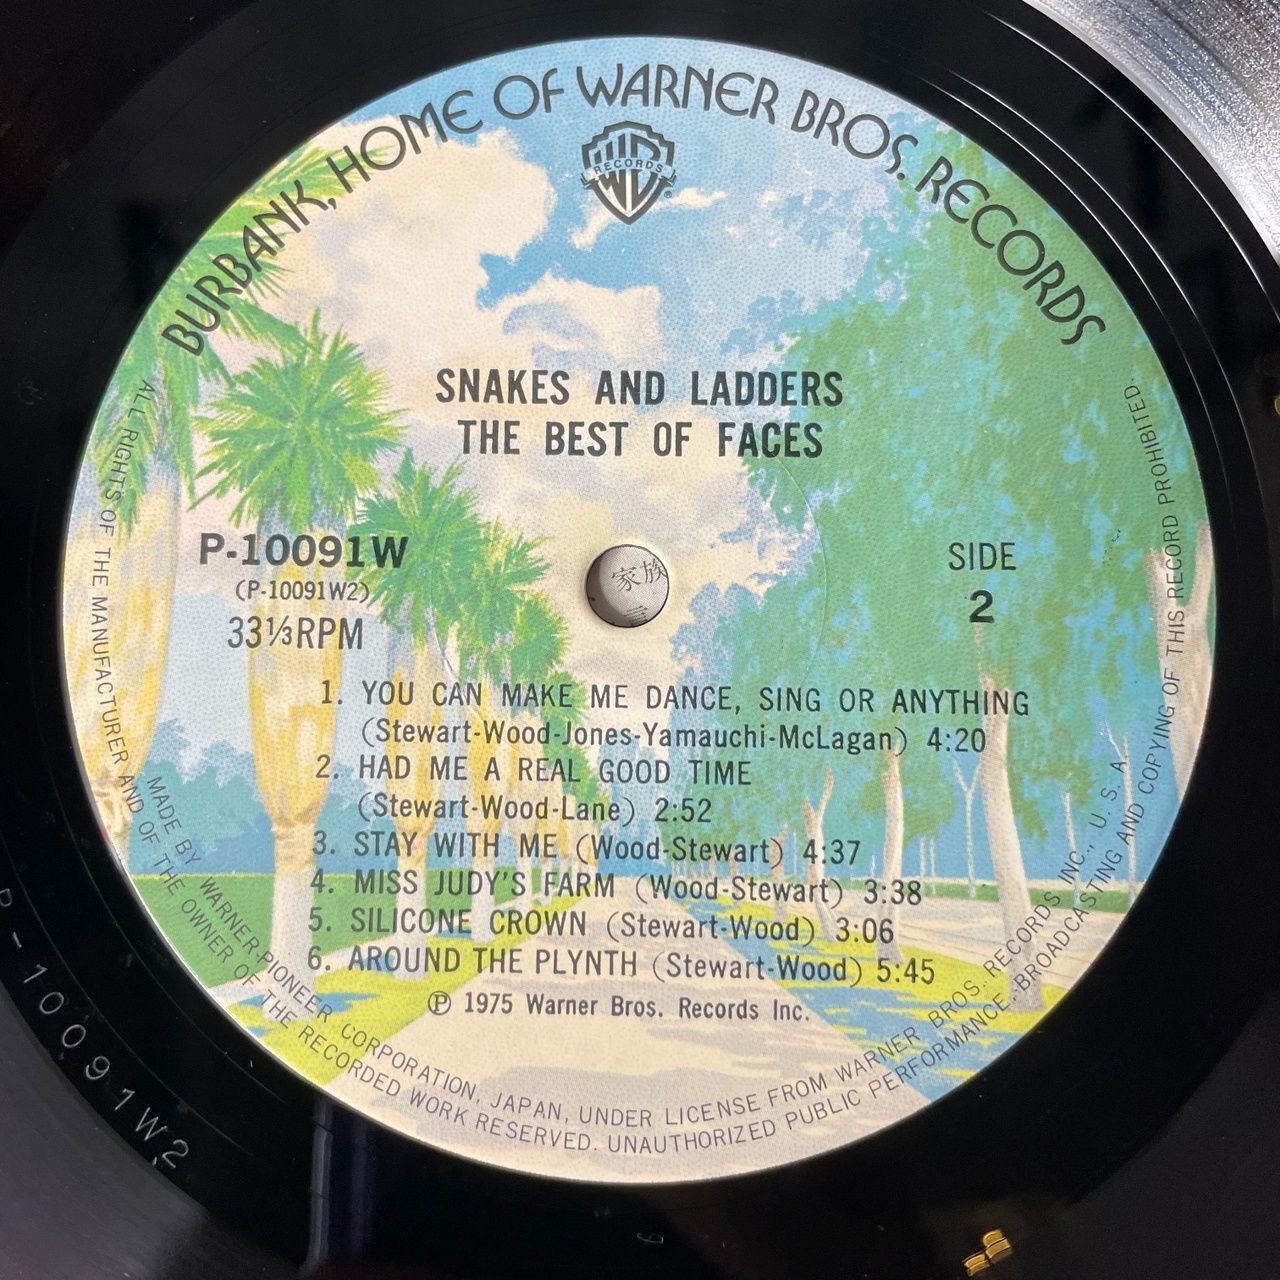 BURBANK, HOME OF WARNER BROS. RECORDS
WB
RECORDS
®
SNAKES AND LADDERS
THE BEST OF FACES
P-10091W
(P-10091W2)
33⅓RPM
SIDE
2
家族
1. YOU CAN MAKE ME DANCE, SING OR ANYTHING
(Stewart-Wood-Jones-Yamauchi-McLagan) 4:20
2. HAD ME A REAL GOOD TIME
(Stewart-Wood-Lane) 2:52
3. STAY WITH ME (Wood-Stewart) 4:37
4. MISS JUDY'S FARM (Wood-Stewart) 3:38
5. SILICONE CROWN (Stewart-Wood) 3:06
6. AROUND THE PLYNTH (Stewart-Wood) 5:45
℗ 1975 Warner Bros. Records Inc.
MADE BY WARNER-PIONEER CORPORATION, JAPAN, UNDER LICENSE FROM WARNER BROS. RECORDS INC., U. S. A.
ALL RIGHTS OF THE MANUFACTURER AND OF THE OWNER OF THE RECORDED WORK RESERVED. UNAUTHORIZED PUBLIC PERFORMANCE, BROADCASTING AND COPYING OF THIS RECORD PROHIBITED.
P-10091W2